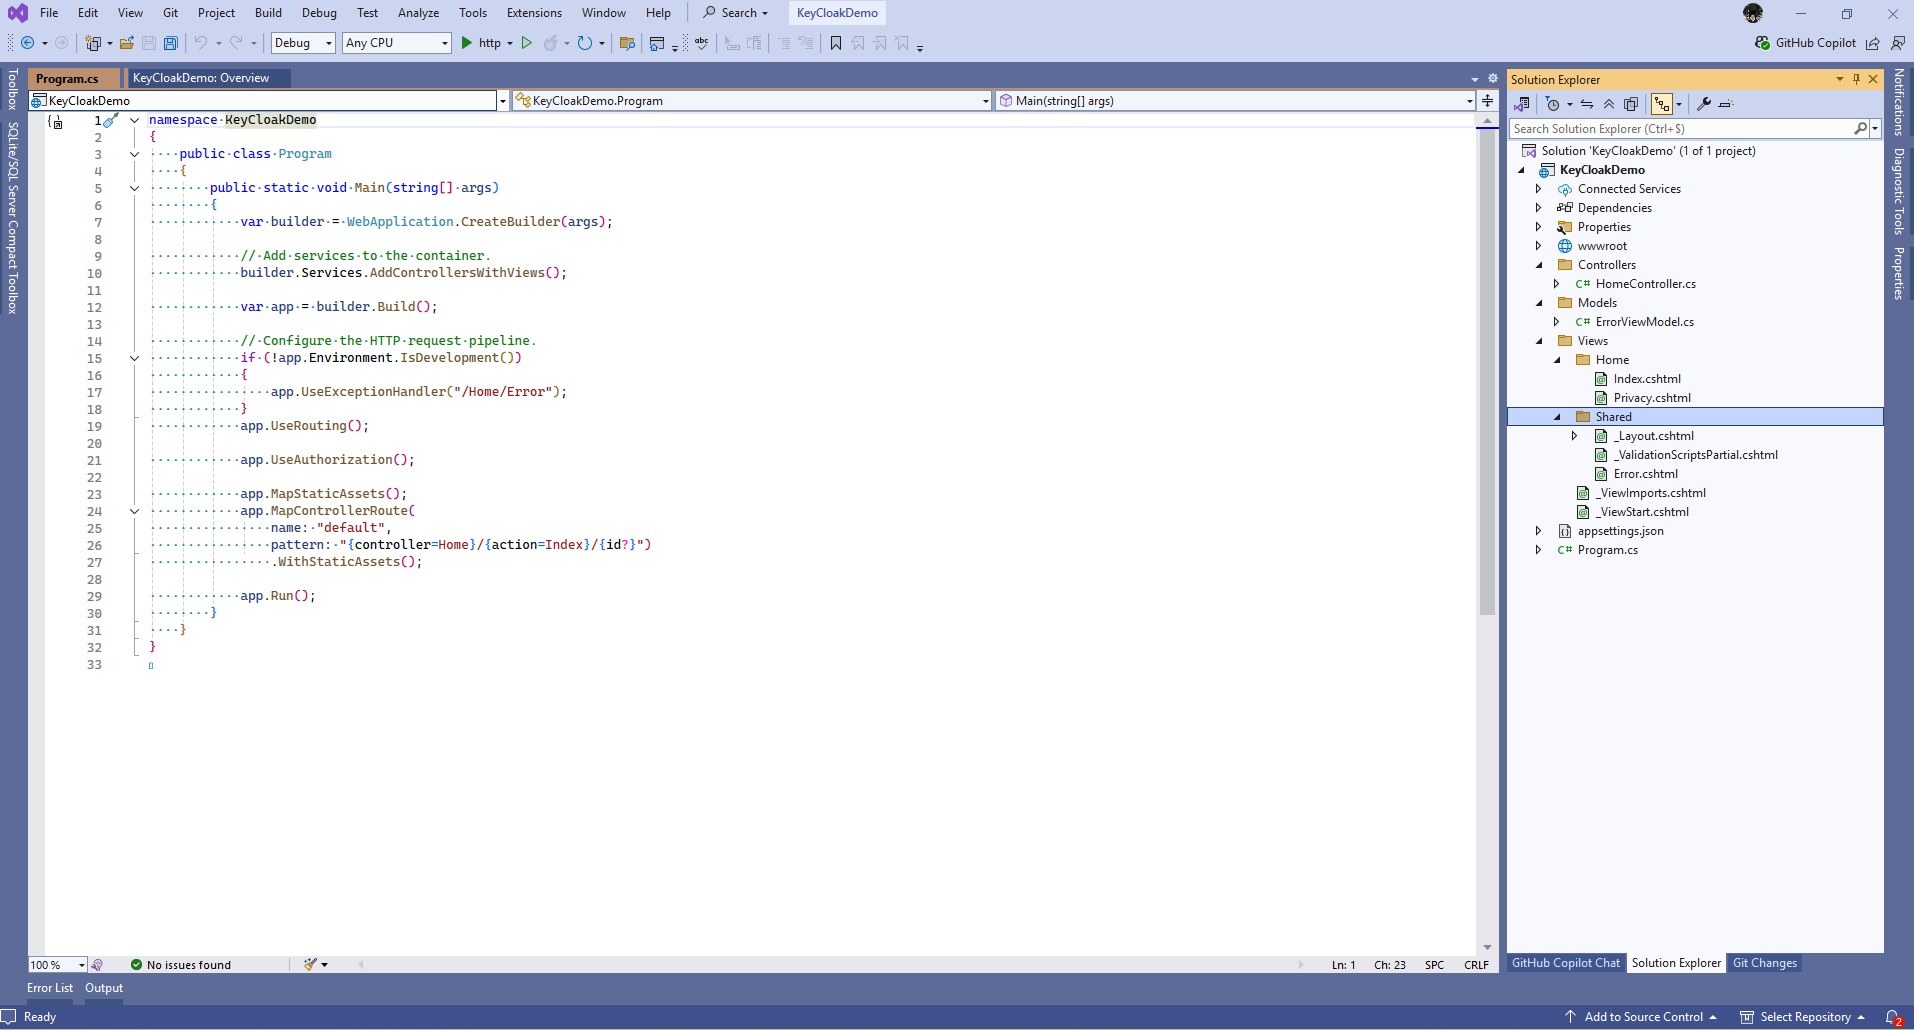 File Edit View Git Project Build Debug Test Analyze Tools Extensions Window Help Search KeyCloakDemo
Debug Any CPU http GitHub Copilot
Toolbox
SQLite/SQL Server Compact Toolbox
Program.cs KeyCloakDemo: Overview
KeyCloakDemo KeyCloakDemo.Program Main(string[] args)
1 namespace KeyCloakDemo
2 {
3 public class Program
4 {
5 public static void Main(string[] args)
6 {
7 var builder = WebApplication.CreateBuilder(args);
8
9 // Add services to the container.
10 builder.Services.AddControllersWithViews();
11
12 var app = builder.Build();
13
14 // Configure the HTTP request pipeline.
15 if (!app.Environment.IsDevelopment())
16 {
17 app.UseExceptionHandler("/Home/Error");
18 }
19 app.UseRouting();
20
21 app.UseAuthorization();
22
23 app.MapStaticAssets();
24 app.MapControllerRoute(
25 name: "default",
26 pattern: "{controller=Home}/{action=Index}/{id?}")
27 .WithStaticAssets();
28
29 app.Run();
30 }
31 }
32 }
33
100 % No issues found Ln: 1 Ch: 23 SPC CRLF
Solution Explorer
Search Solution Explorer (Ctrl+$)
Solution 'KeyCloakDemo' (1 of 1 project)
KeyCloakDemo
Connected Services
Dependencies
Properties
wwwroot
Controllers
C# HomeController.cs
Models
C# ErrorViewModel.cs
Views
Home
Index.cshtml
Privacy.cshtml
Shared
_Layout.cshtml
_ValidationScriptsPartial.cshtml
Error.cshtml
_ViewImports.cshtml
_ViewStart.cshtml
appsettings.json
C# Program.cs
GitHub Copilot Chat Solution Explorer Git Changes
Notifications
Diagnostic Tools
Properties
Error List Output
Ready Add to Source Control Select Repository 2